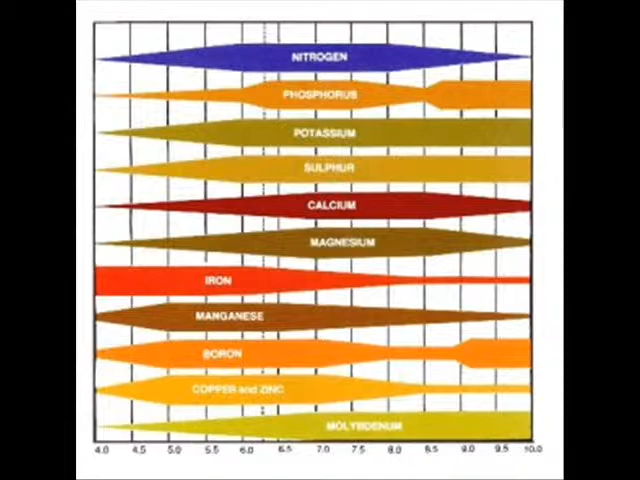 NITROGEN
PHOSPHORUS
POTASSIUM
SULPHUR
CALCIUM
MAGNESIUM
IRON
MANGANESE
BORON
COPPER and ZINC
MOLYBDENUM
4.0 4.5 5.0 5.5 6.0 6.5 7.0 7.5 8.0 8.5 9.0 9.5 10.0